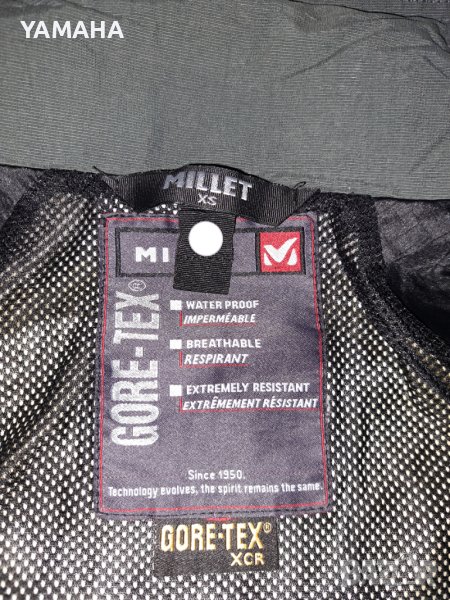 YAMAHA
MILLET
XS
MI
GORE-TEX®
WATER PROOF
IMPERMÉABLE
BREATHABLE
RESPIRANT
EXTREMELY RESISTANT
EXTRÊMEMENT RÉSISTANT
Since 1950.
Technology evolves, the spirit remains the same.
GORE-TEX®
XCR